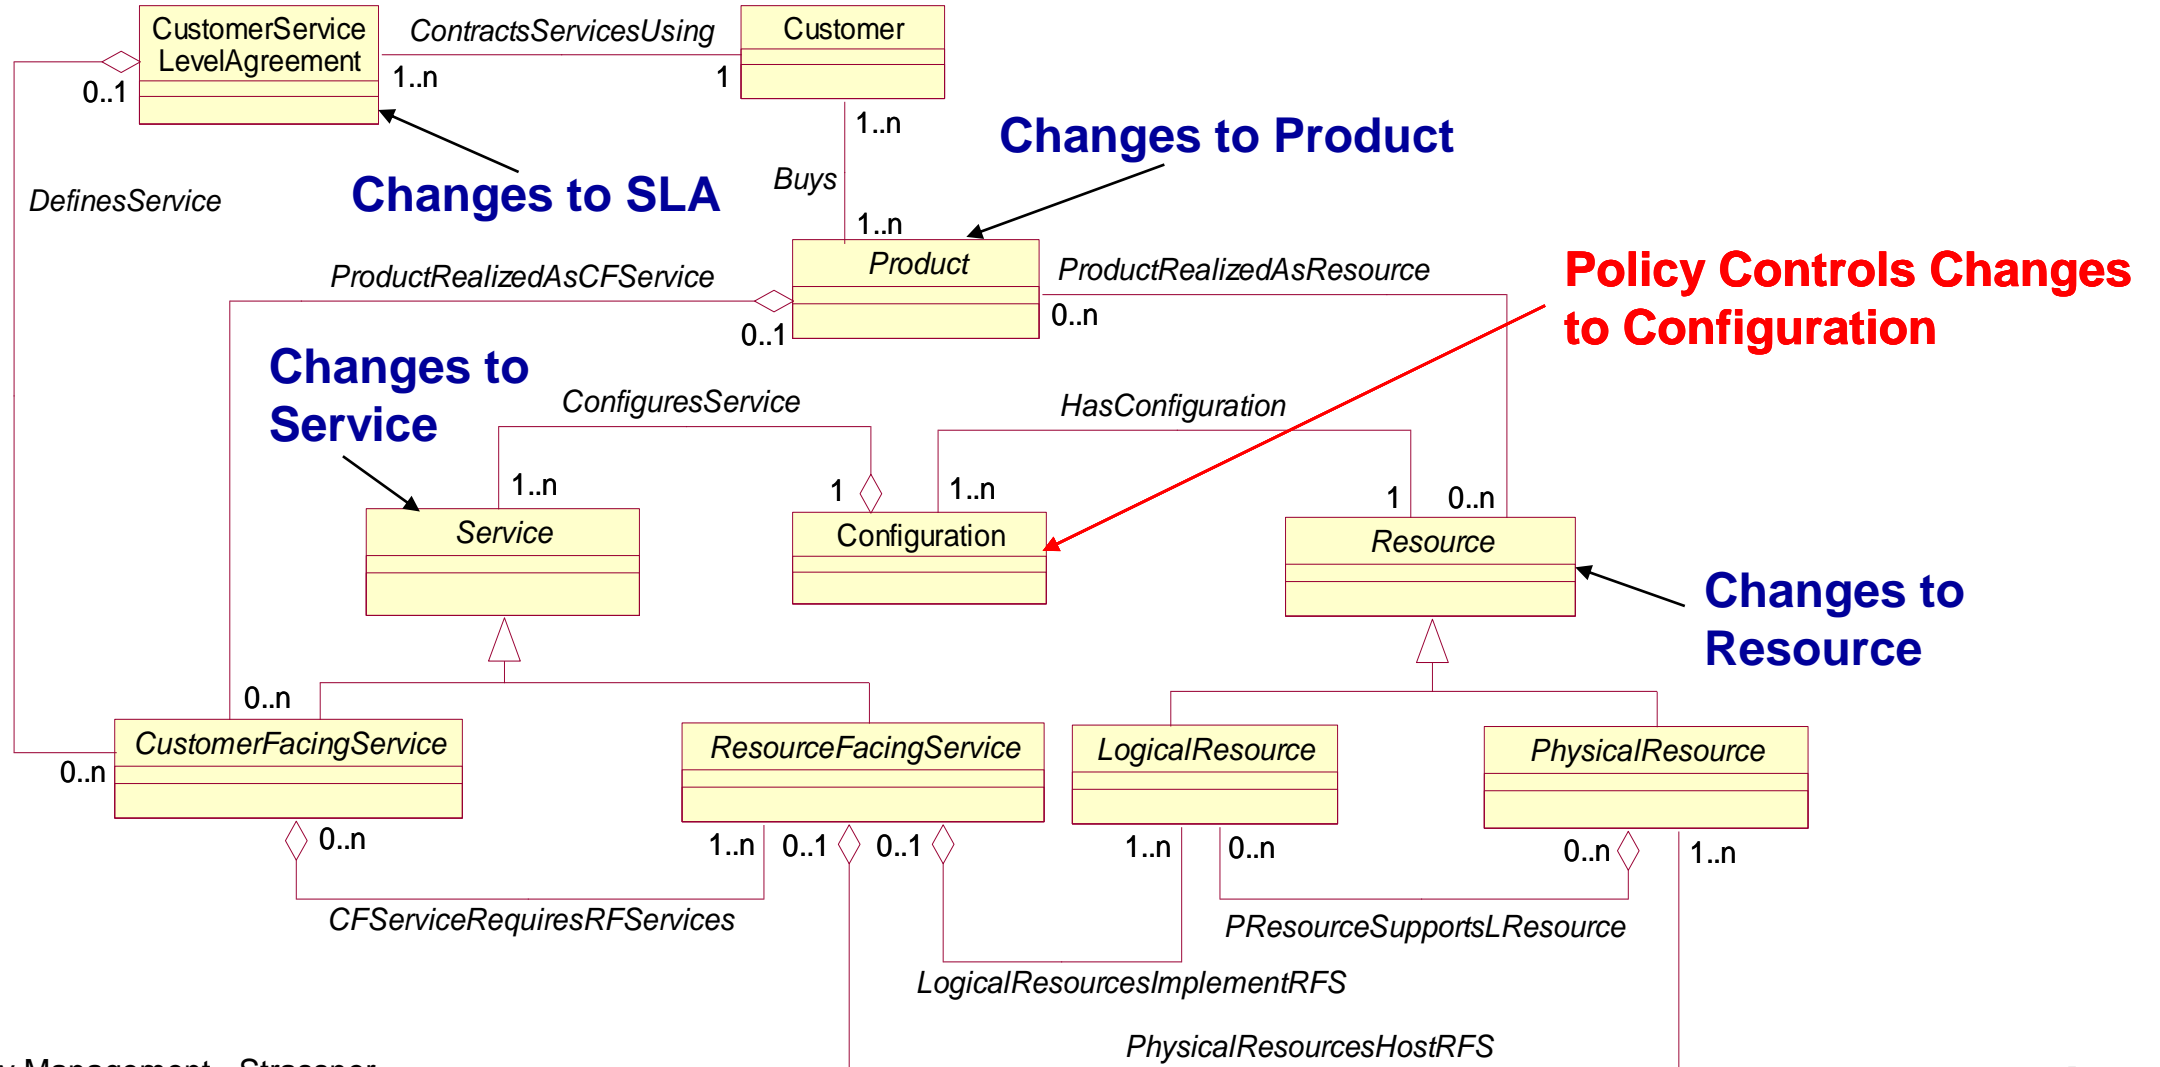 CustomerService
LevelAgreement
ContractsServicesUsing
Customer
0..1
1..n
1
1..n
Changes to Product
Changes to SLA
Buys
DefinesService
1..n
Product
ProductRealizedAsCFService
ProductRealizedAsResource
0..1
0..n
Policy Controls Changes
to Configuration
Changes to
Service
ConfiguresService
HasConfiguration
1..n
1
1..n
1
0..n
Service
Configuration
Resource
Changes to
Resource
0..n
CustomerFacingService
ResourceFacingService
LogicalResource
PhysicalResource
0..n
0..n
1..n
0..1
0..1
1..n
0..n
0..n
1..n
CFServiceRequiresRFServices
PResourceSupportsLResource
LogicalResourcesImplementRFS
PhysicalResourcesHostRFS
Management - Strassner